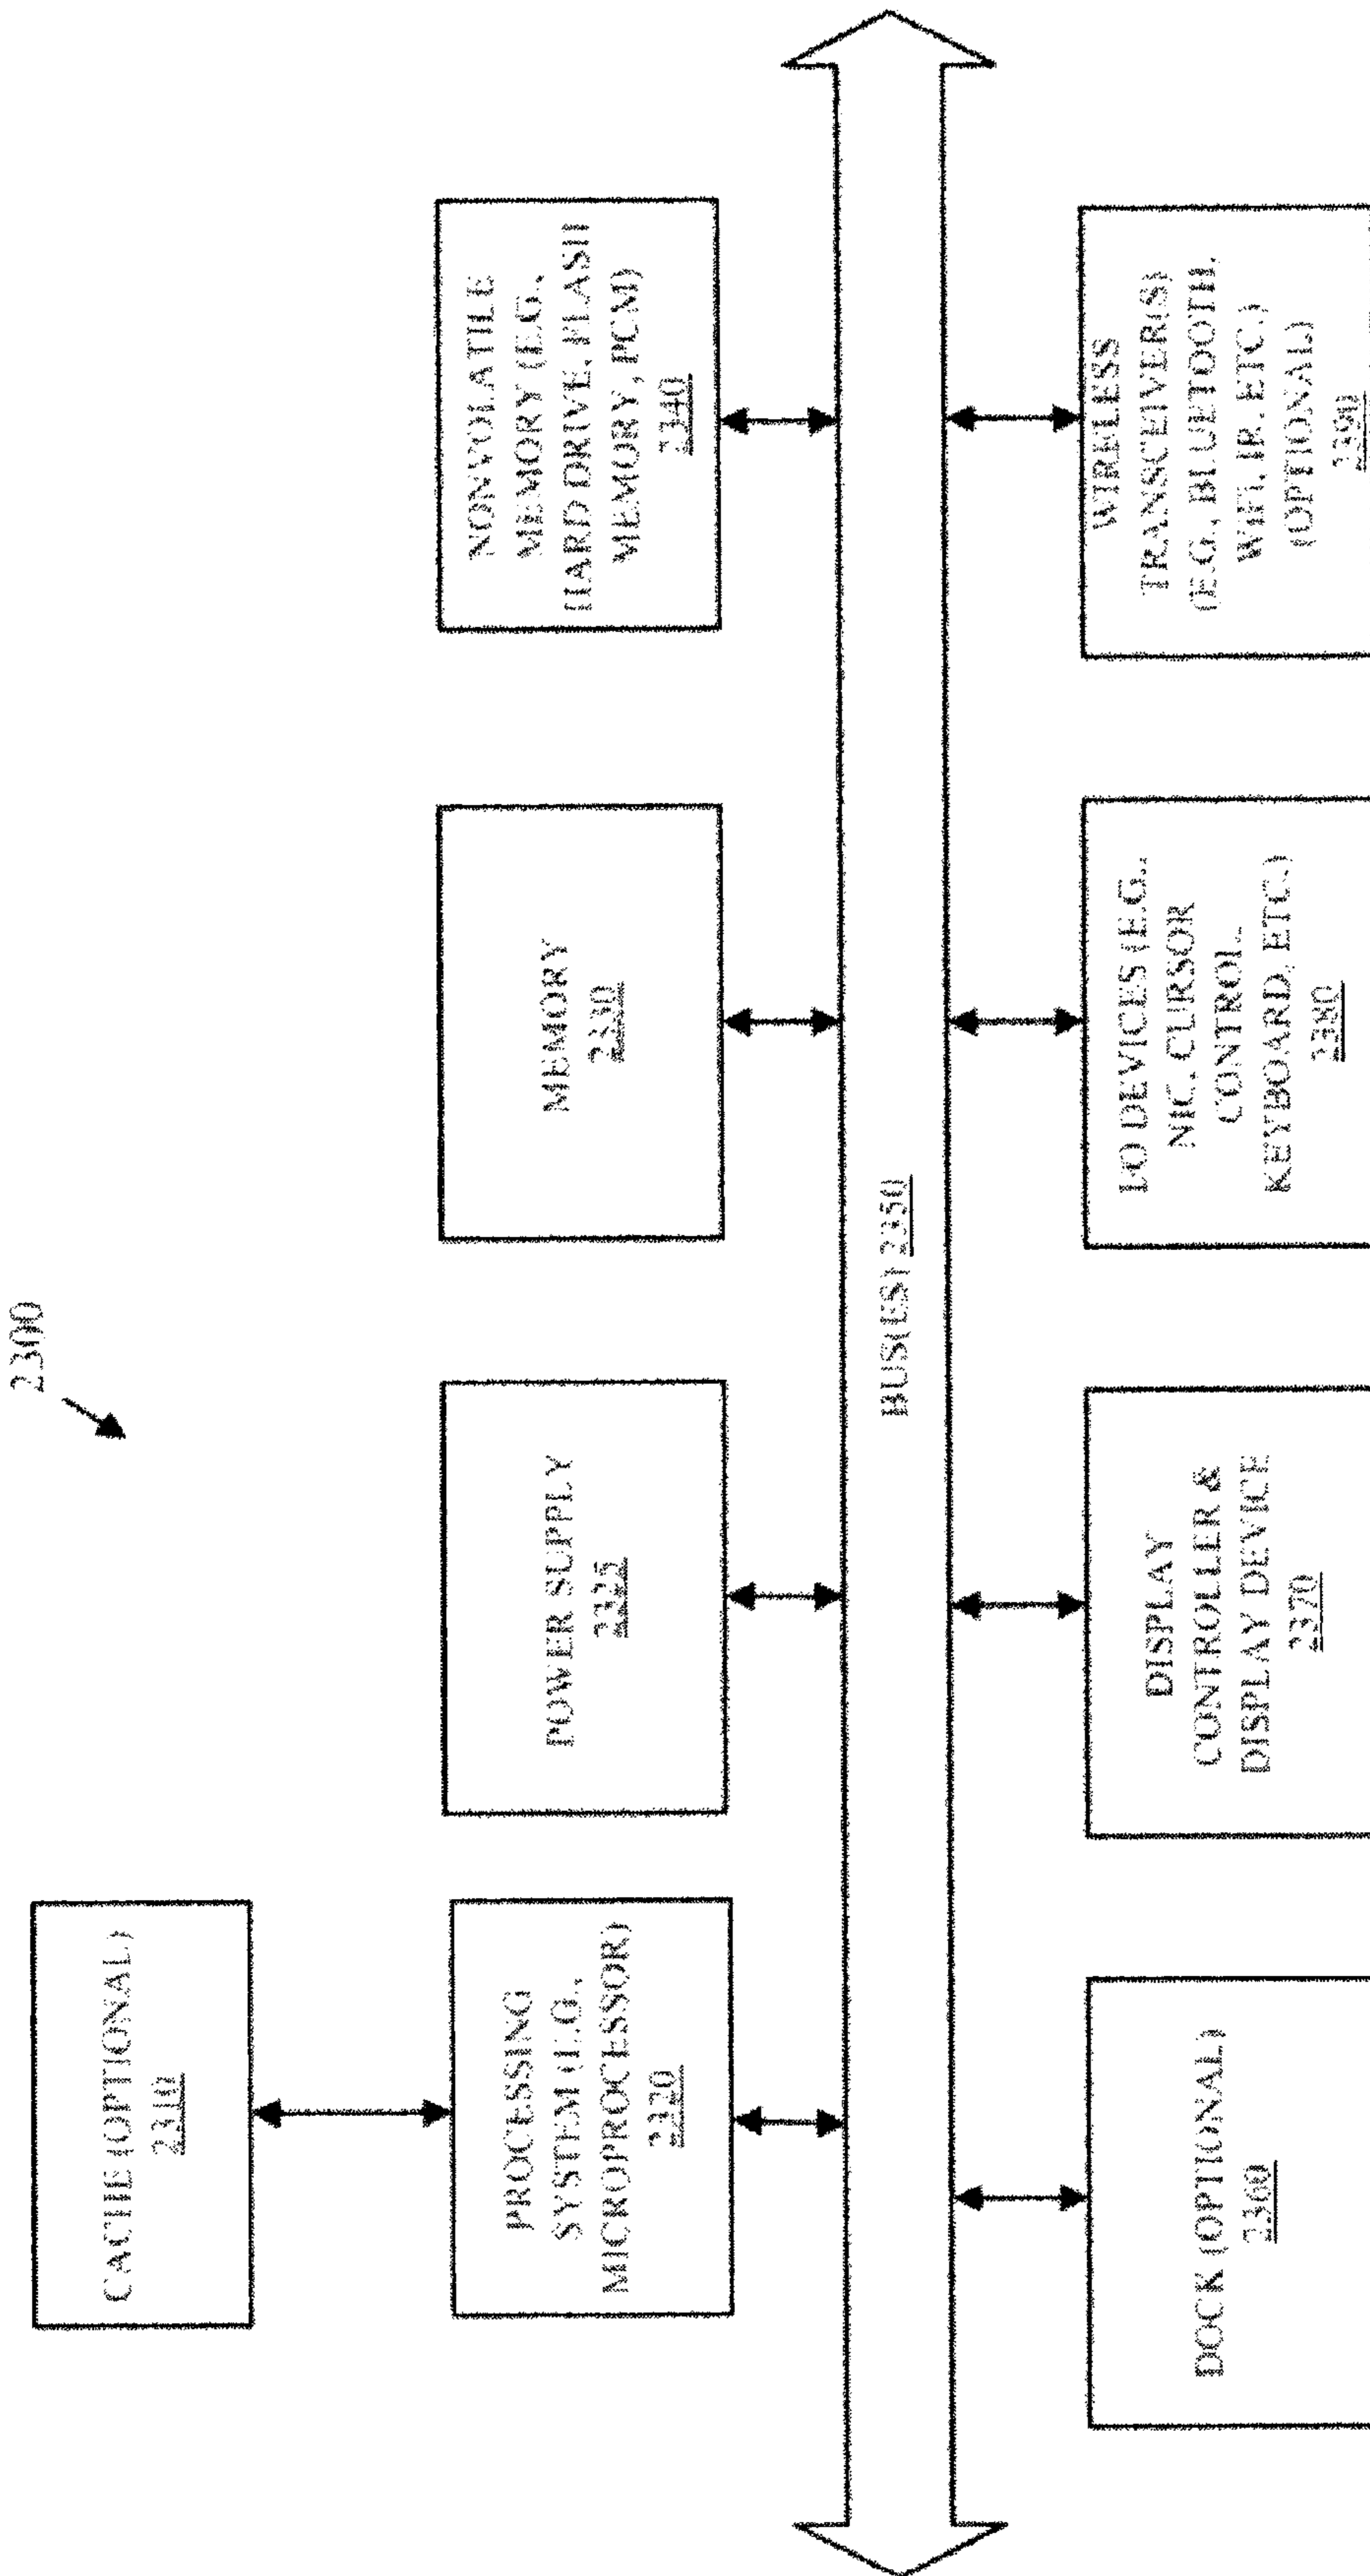 2300
CACHE (OPTIONAL)
2310
PROCESSING
SYSTEM (E.G.,
MICROPROCESSOR)
2320
POWER SUPPLY
2325
MEMORY
2330
NONVOLATILE
MEMORY (E.G.,
HARD DRIVE, FLASH
MEMORY, PCM)
2340
BUS(ES) 2350
DOCK (OPTIONAL)
2360
DISPLAY
CONTROLLER &
DISPLAY DEVICE
2370
I/O DEVICES (E.G.,
NIC, CURSOR
CONTROL,
KEYBOARD, ETC.)
2380
WIRELESS
TRANSCEIVER(S)
(E.G., BLUETOOTH,
WiFi, IR, ETC.)
(OPTIONAL)
2390